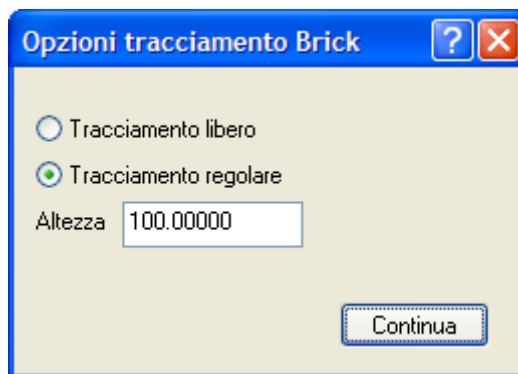 Opzioni tracciamento Brick ?
Tracciamento libero
Tracciamento regolare
Altezza 100.00000
Continua